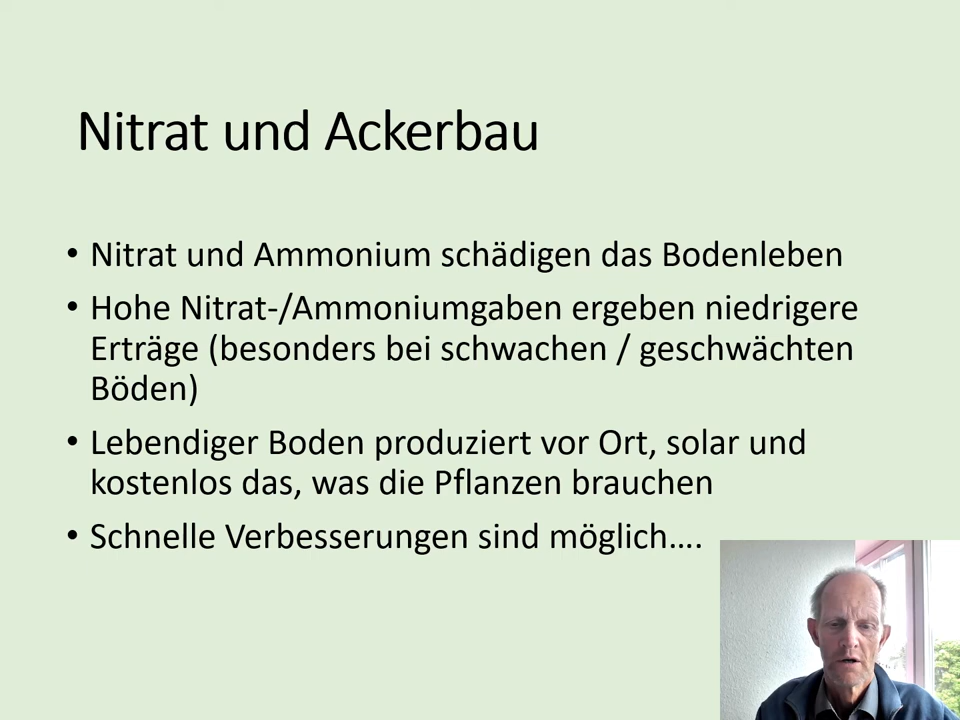 Nitrat und Ackerbau
• Nitrat und Ammonium schädigen das Bodenleben
• Hohe Nitrat-/Ammoniumgaben ergeben niedrigere
Erträge (besonders bei schwachen / geschwächten
Böden)
• Lebendiger Boden produziert vor Ort, solar und
kostenlos das, was die Pflanzen brauchen
• Schnelle Verbesserungen sind möglich….